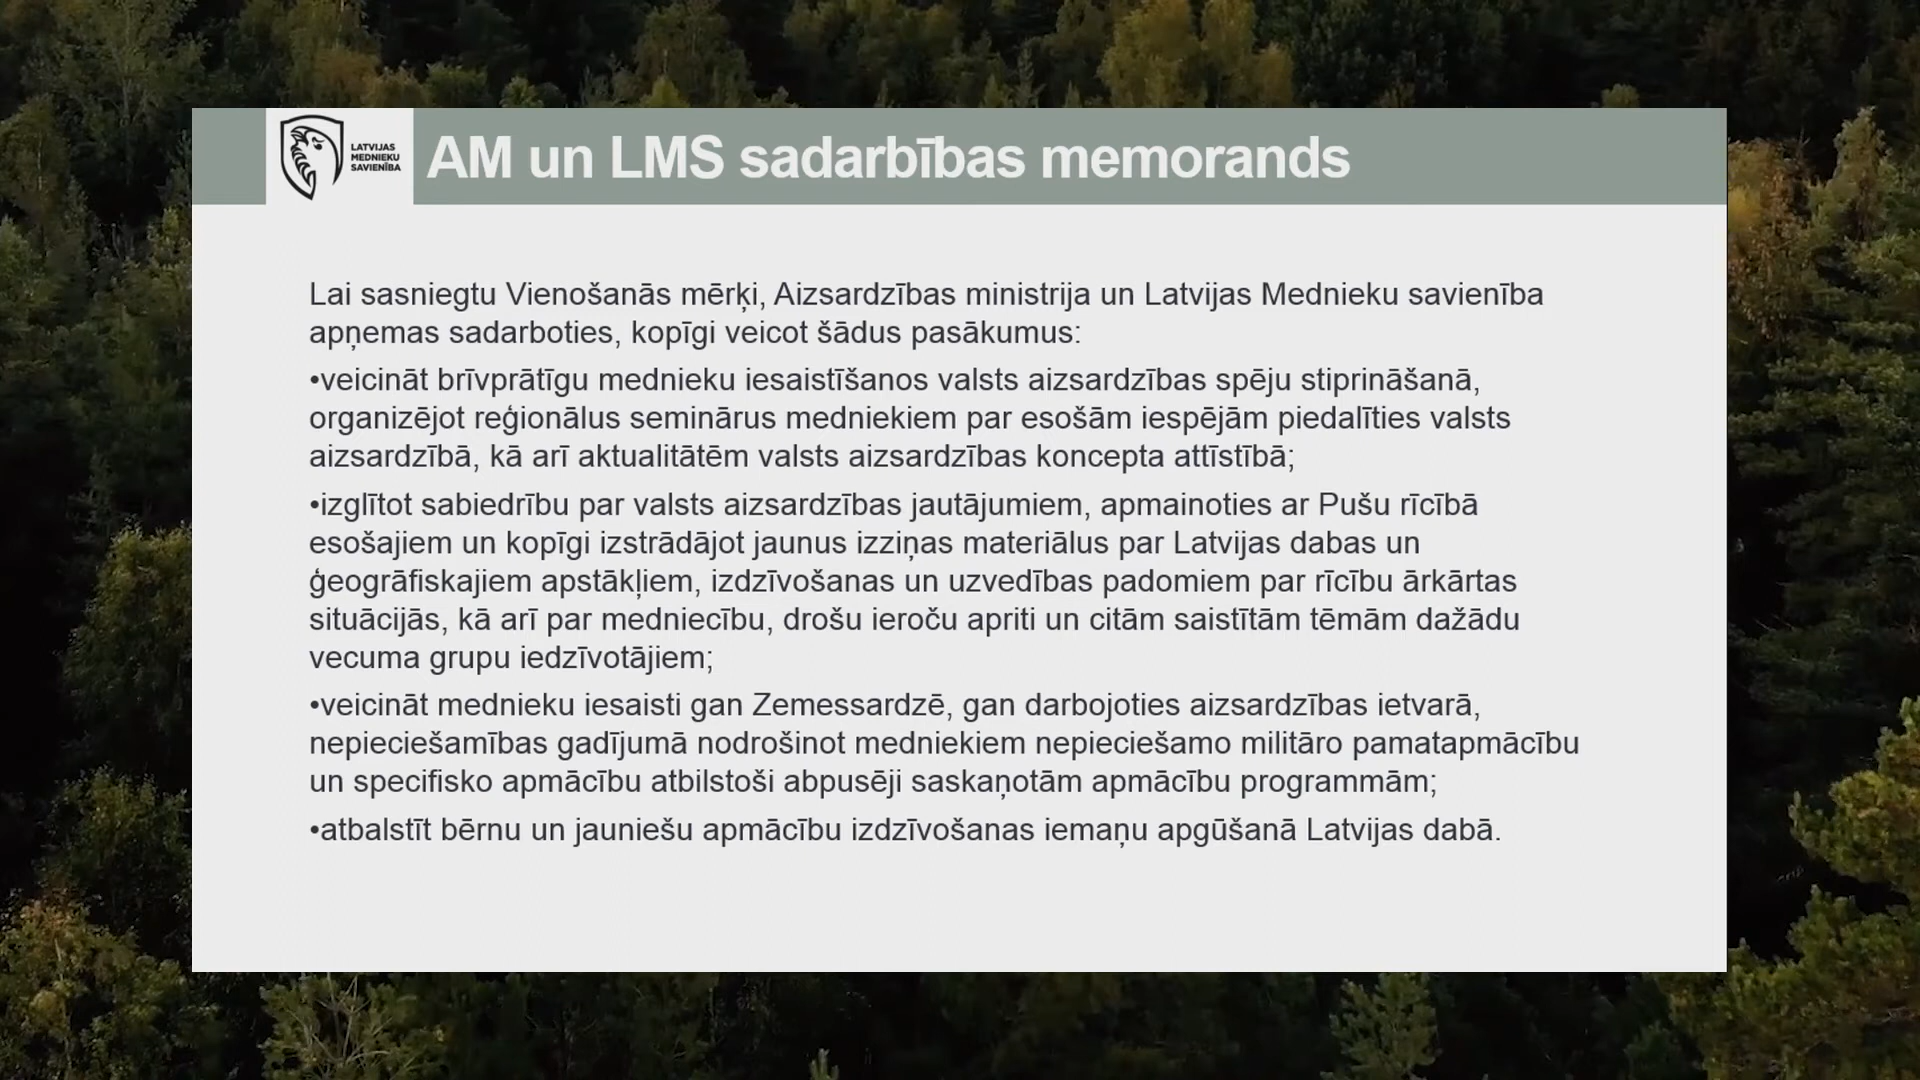 LATVIJAS
MEDNIEKU
SAVIENĪBA
AM un LMS sadarbības memorands
Lai sasniegtu Vienošanās mērķi, Aizsardzības ministrija un Latvijas Mednieku savienība
apņemas sadarboties, kopīgi veicot šādus pasākumus:
•veicināt brīvprātīgu mednieku iesaistīšanos valsts aizsardzības spēju stiprināšanā,
organizējot reģionālus seminārus medniekiem par esošām iespējām piedalīties valsts
aizsardzībā, kā arī aktualitātēm valsts aizsardzības koncepta attīstībā;
•izglītot sabiedrību par valsts aizsardzības jautājumiem, apmainoties ar Pušu rīcībā
esošajiem un kopīgi izstrādājot jaunus izziņas materiālus par Latvijas dabas un
ģeogrāfiskajiem apstākļiem, izdzīvošanas un uzvedības padomiem par rīcību ārkārtas
situācijās, kā arī par medniecību, drošu ieroču apriti un citām saistītām tēmām dažādu
vecuma grupu iedzīvotājiem;
•veicināt mednieku iesaisti gan Zemessardzē, gan darbojoties aizsardzības ietvarā,
nepieciešamības gadījumā nodrošinot medniekiem nepieciešamo militāro pamatapmācību
un specifisko apmācību atbilstoši abpusēji saskaņotām apmācību programmām;
•atbalstīt bērnu un jauniešu apmācību izdzīvošanas iemaņu apgūšanā Latvijas dabā.